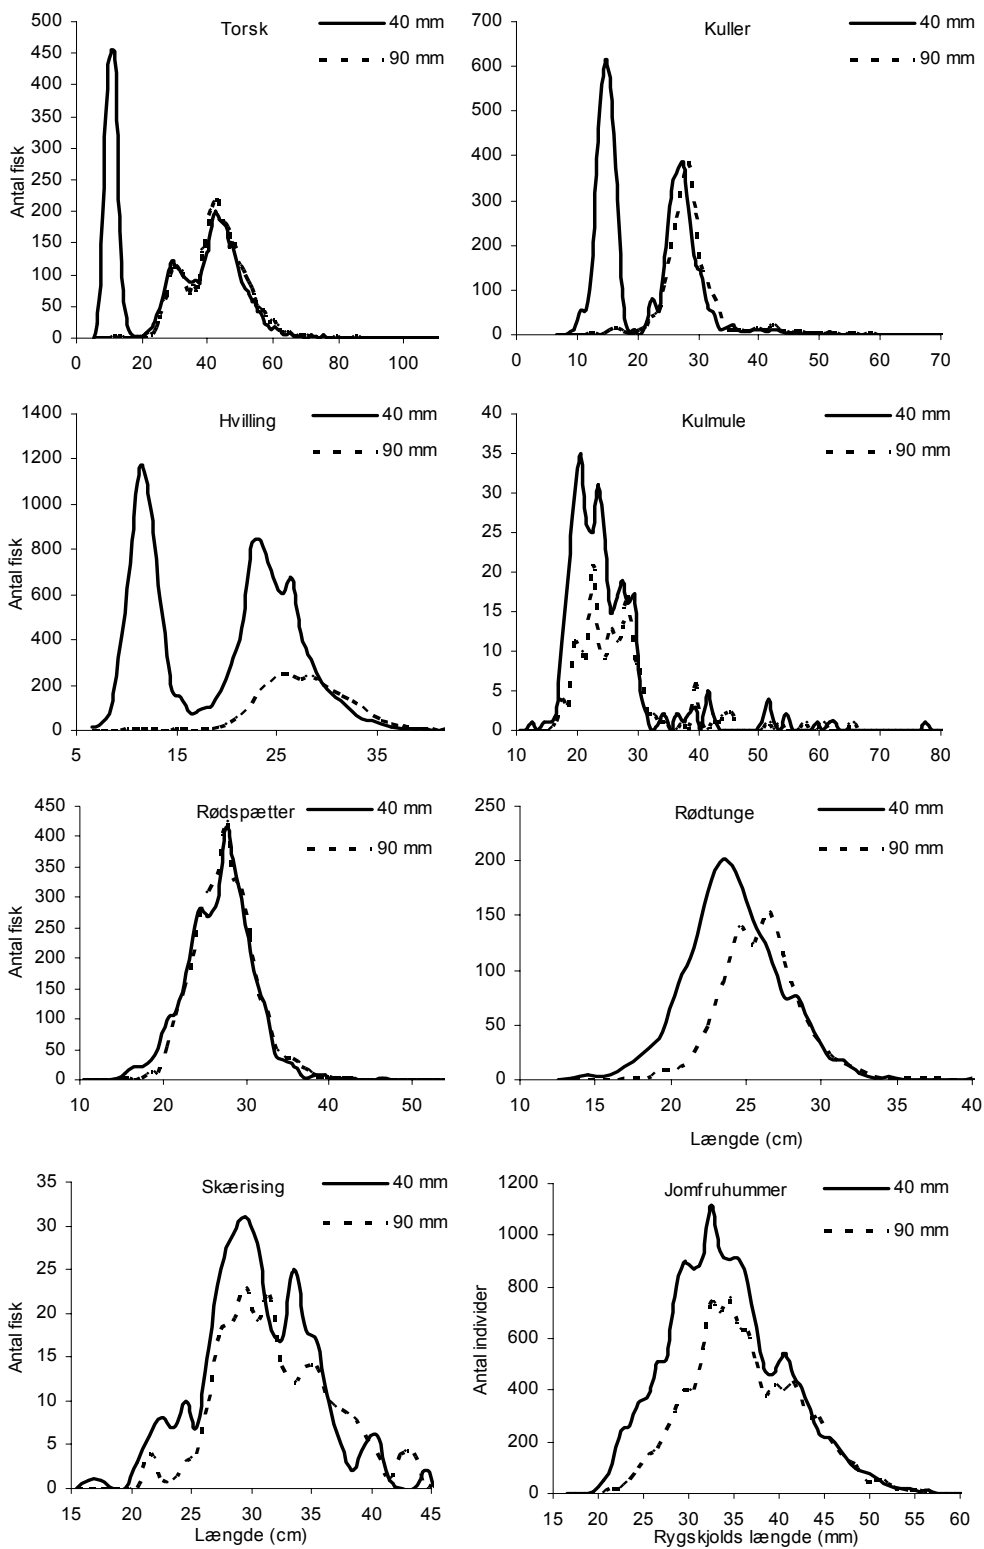 Torsk
40 mm
90 mm
Antal fisk
500
450
400
350
300
250
200
150
100
50
0
0 20 40 60 80 100
Kuller
40 mm
90 mm
700
600
500
400
300
200
100
0
0 10 20 30 40 50 60 70
Hvilling
40 mm
90 mm
Antal fisk
1400
1200
1000
800
600
400
200
0
5 15 25 35
Kulmule
40 mm
90 mm
40
35
30
25
20
15
10
5
0
10 20 30 40 50 60 70 80
Rødspætter
40 mm
90 mm
Antal fisk
450
400
350
300
250
200
150
100
50
0
10 20 30 40 50
Rødtunge
40 mm
90 mm
250
200
150
100
50
0
10 15 20 25 30 35 40
Længde (cm)
Skærising
40 mm
90 mm
Antal fisk
35
30
25
20
15
10
5
0
15 20 25 30 35 40 45
Længde (cm)
Jomfruhummer
40 mm
90 mm
Antal individer
1200
1000
800
600
400
200
0
15 20 25 30 35 40 45 50 55 60
Rygskjolds længde (mm)